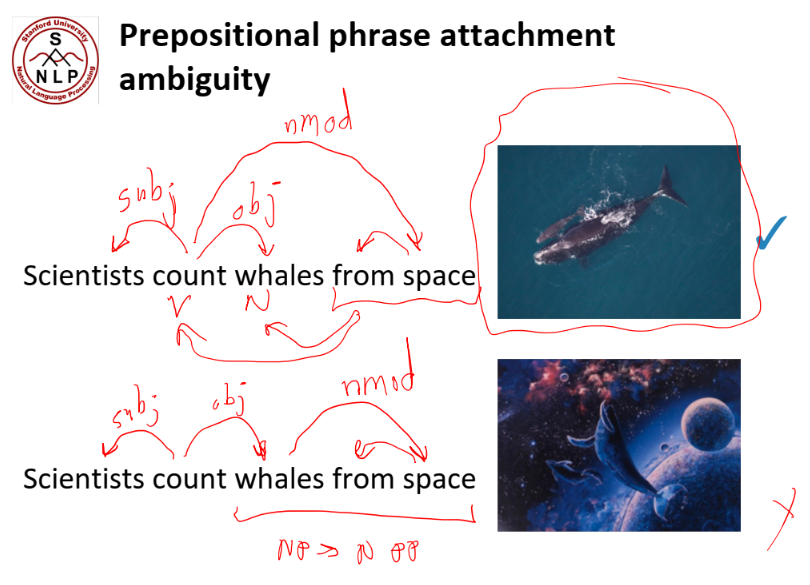 Stanford University
S
NLP
Natural Language Processing
Prepositional phrase attachment
ambiguity
nmod
subj
obj
Scientists count whales from space
V N
nmod
subj
obj
Scientists count whales from space
NP → N PP